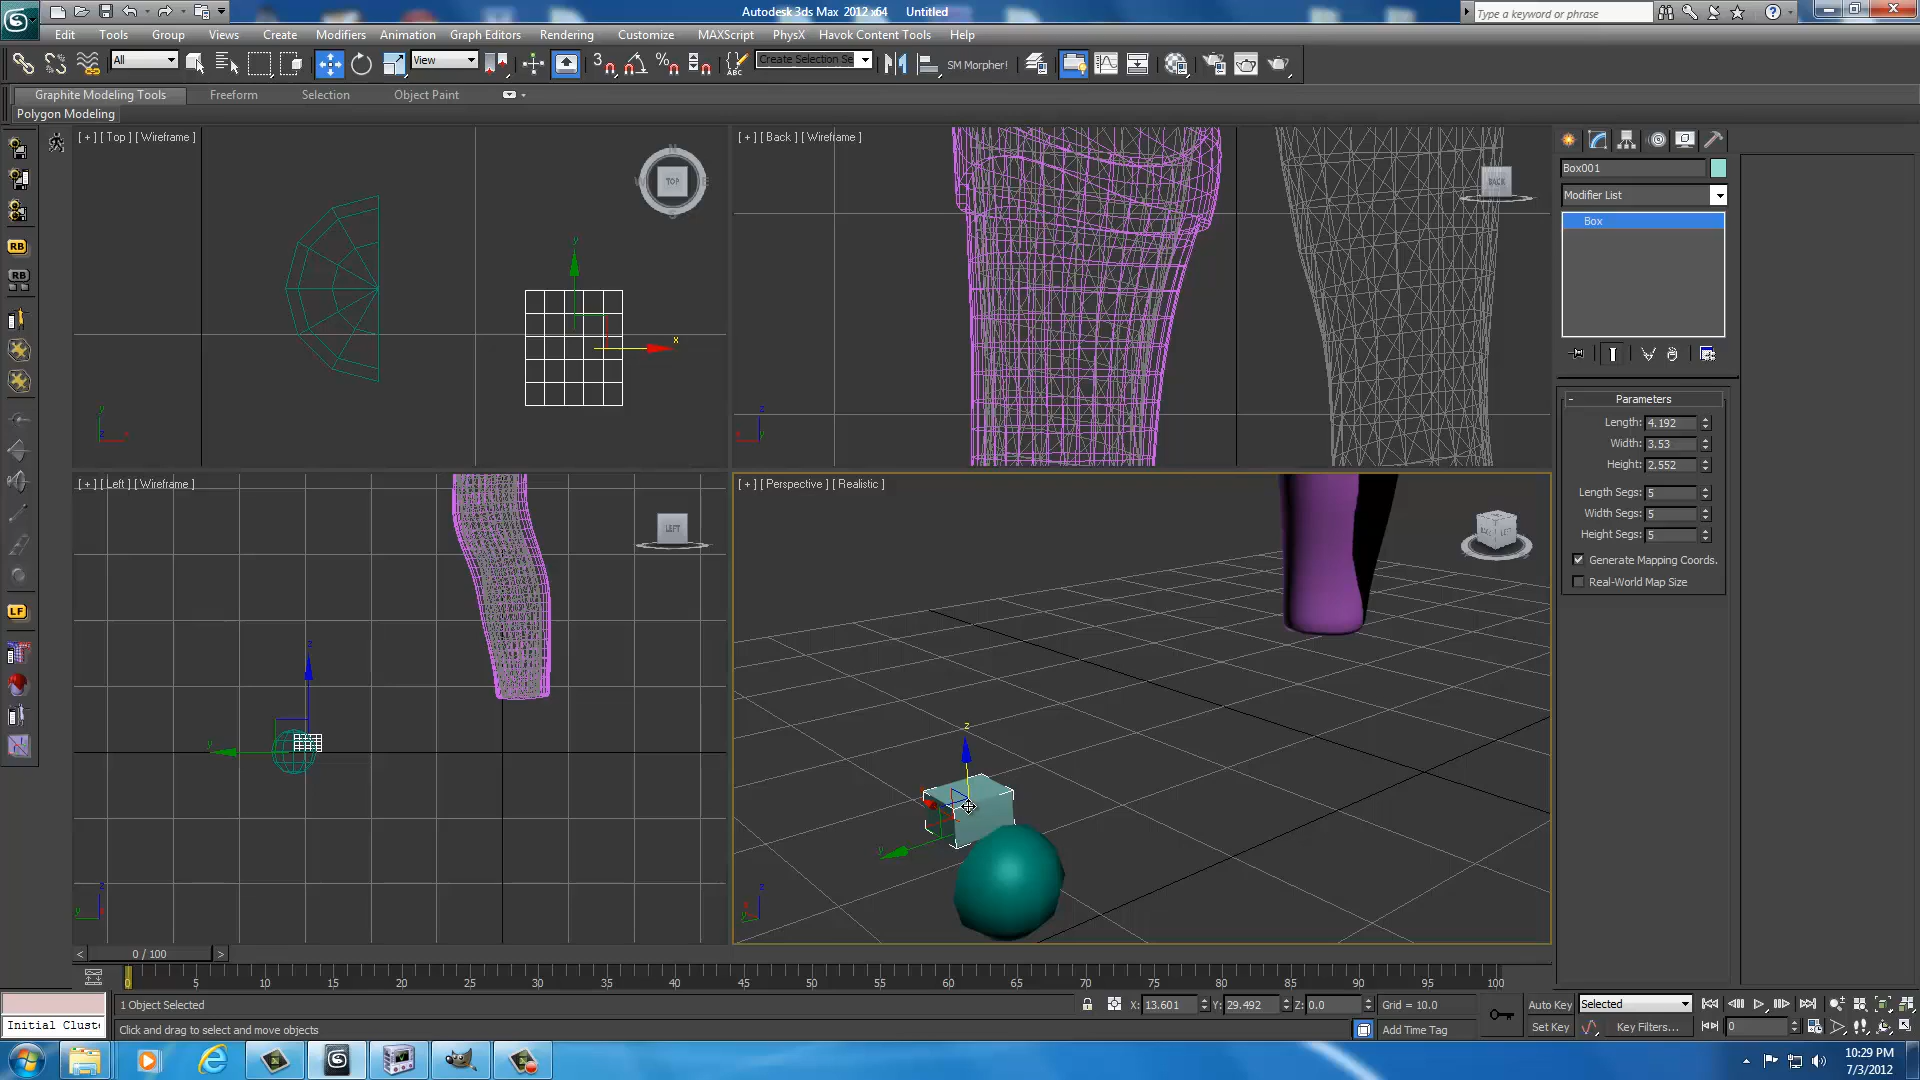 Autodesk 3ds Max 2012 x64 Untitled
Type a keyword or phrase
Edit Tools Group Views Create Modifiers Animation Graph Editors Rendering Customize MAXScript PhysX Havok Content Tools Help
All View 3 Create Selection Se SM Morpher!
Graphite Modeling Tools Freeform Selection Object Paint
Polygon Modeling
[ + ] [ Top ] [ Wireframe ]
TOP
y
x
[ + ] [ Back ] [ Wireframe ]
BACK
[ + ] [ Left ] [ Wireframe ]
LEFT
z
y
[ + ] [ Perspective ] [ Realistic ]
LEFT
z
y
RB
RB
LF
Box001
Modifier List
Box
- Parameters
Length: 4.192
Width: 3.53
Height: 2.552
Length Segs: 5
Width Segs: 5
Height Segs: 5
Generate Mapping Coords.
Real-World Map Size
< 0 / 100 >
0 5 10 15 20 25 30 35 40 45 50 55 60 65 70 75 80 85 90 95 100
1 Object Selected X: 13.601 Y: 29.492 Z: 0.0 Grid = 10.0 Auto Key Selected
Initial Cluste Click and drag to select and move objects Add Time Tag Set Key Key Filters... 0
10:29 PM
7/3/2012